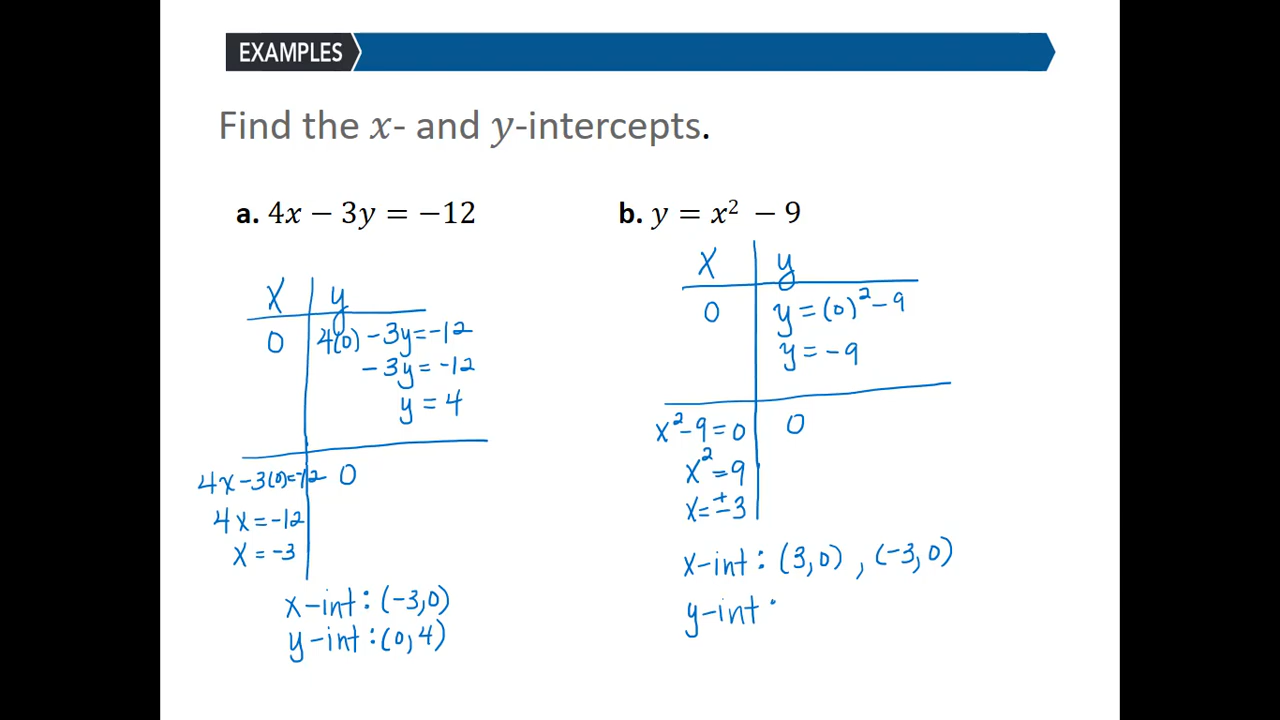 EXAMPLES
Find the x- and y-intercepts.
a. 4x − 3y = −12
x y
0 4(0) -3y=-12
-3y = -12
y = 4
4x-3(0)=-12 0
4x = -12
x = -3
x-int: (-3,0)
y-int: (0,4)
b. y = x² − 9
x y
0 y = (0)² - 9
y = -9
x²-9=0 0
x² = 9
x = ±3
x-int: (3,0), (-3,0)
y-int ·